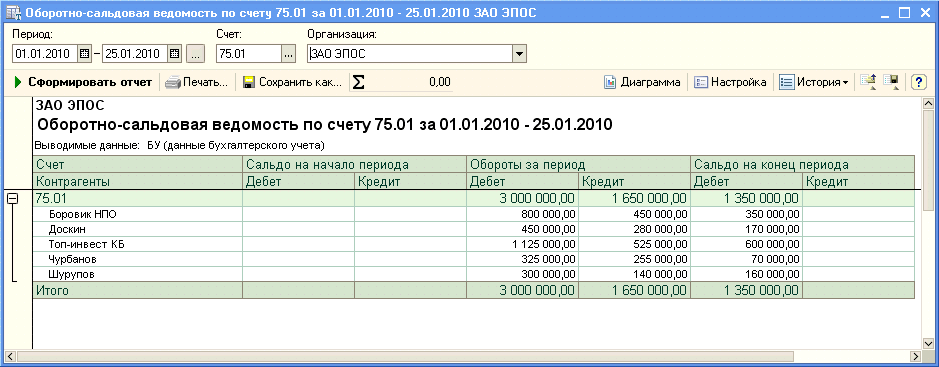 Оборотно-сальдовая ведомость по счету 75.01 за 01.01.2010 - 25.01.2010 ЗАО ЭПОС
Период: Счет: Организация:
01.01.2010 – 25.01.2010 ... 75.01 ... ЗАО ЭПОС
Сформировать отчет Печать... Сохранить как... Σ 0,00 Диаграмма Настройка История ?
ЗАО ЭПОС
Оборотно-сальдовая ведомость по счету 75.01 за 01.01.2010 - 25.01.2010
Выводимые данные: БУ (данные бухгалтерского учета)
Счет Сальдо на начало периода Обороты за период Сальдо на конец периода
Контрагенты Дебет Кредит Дебет Кредит Дебет Кредит
75.01 3 000 000,00 1 650 000,00 1 350 000,00
Боровик НПО 800 000,00 450 000,00 350 000,00
Доскин 450 000,00 280 000,00 170 000,00
Топ-инвест КБ 1 125 000,00 525 000,00 600 000,00
Чурбанов 325 000,00 255 000,00 70 000,00
Шурупов 300 000,00 140 000,00 160 000,00
Итого 3 000 000,00 1 650 000,00 1 350 000,00